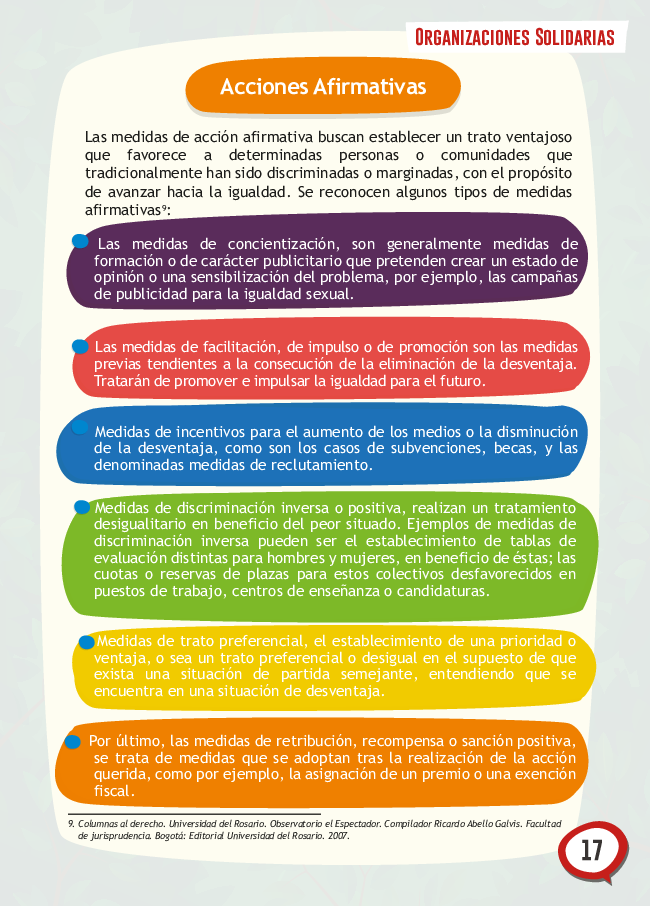 ORGANIZACIONES SOLIDARIAS
Acciones Afirmativas
Las medidas de acción afirmativa buscan establecer un trato ventajoso
que favorece a determinadas personas o comunidades que
tradicionalmente han sido discriminadas o marginadas, con el propósito
de avanzar hacia la igualdad. Se reconocen algunos tipos de medidas
afirmativas⁹:
Las medidas de concientización, son generalmente medidas de
formación o de carácter publicitario que pretenden crear un estado de
opinión o una sensibilización del problema, por ejemplo, las campañas
de publicidad para la igualdad sexual.
Las medidas de facilitación, de impulso o de promoción son las medidas
previas tendientes a la consecución de la eliminación de la desventaja.
Tratarán de promover e impulsar la igualdad para el futuro.
Medidas de incentivos para el aumento de los medios o la disminución
de la desventaja, como son los casos de subvenciones, becas, y las
denominadas medidas de reclutamiento.
Medidas de discriminación inversa o positiva, realizan un tratamiento
desigualitario en beneficio del peor situado. Ejemplos de medidas de
discriminación inversa pueden ser el establecimiento de tablas de
evaluación distintas para hombres y mujeres, en beneficio de éstas; las
cuotas o reservas de plazas para estos colectivos desfavorecidos en
puestos de trabajo, centros de enseñanza o candidaturas.
Medidas de trato preferencial, el establecimiento de una prioridad o
ventaja, o sea un trato preferencial o desigual en el supuesto de que
exista una situación de partida semejante, entendiendo que se
encuentra en una situación de desventaja.
Por último, las medidas de retribución, recompensa o sanción positiva,
se trata de medidas que se adoptan tras la realización de la acción
querida, como por ejemplo, la asignación de un premio o una exención
fiscal.
9. Columnas al derecho. Universidad del Rosario. Observatorio el Espectador. Compilador Ricardo Abello Galvis. Facultad
de jurisprudencia. Bogotá: Editorial Universidad del Rosario. 2007.
17